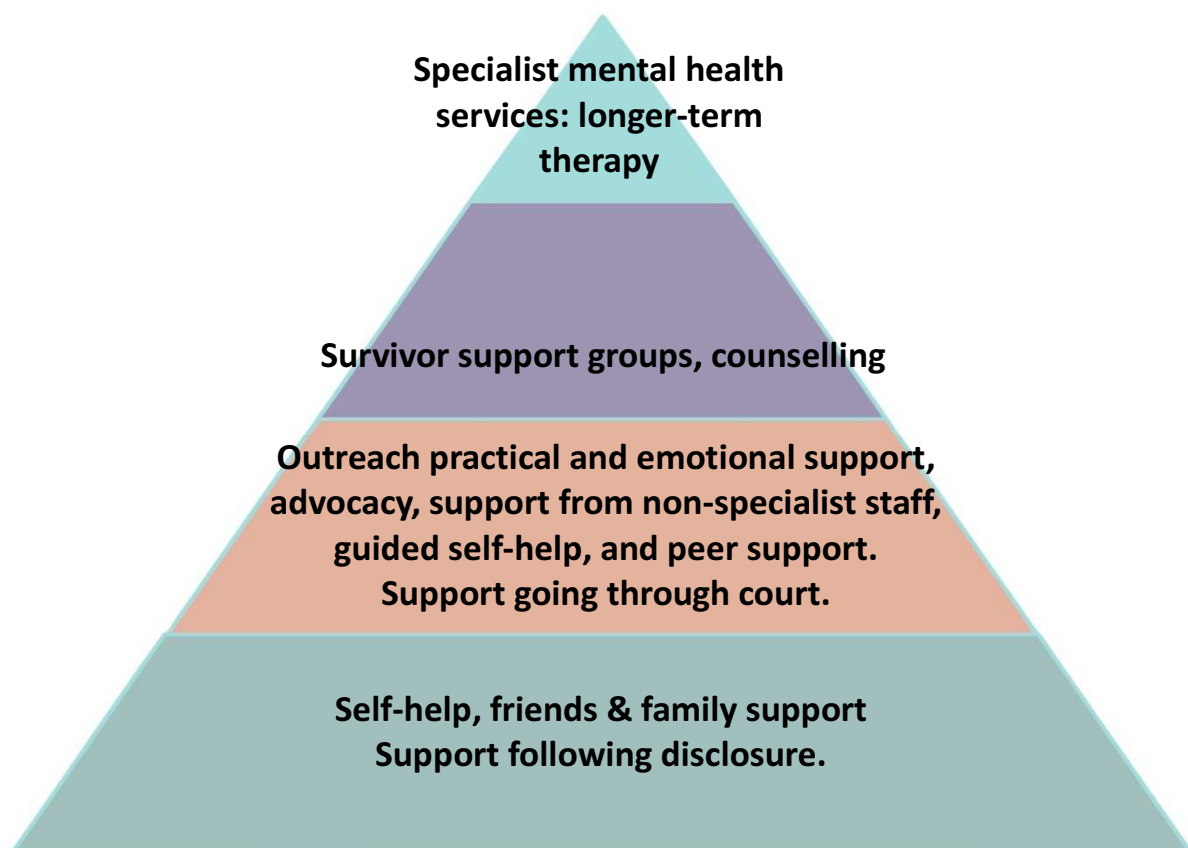 Specialist mental health
services: longer-term
therapy
Survivor support groups, counselling
Outreach practical and emotional support,
advocacy, support from non-specialist staff,
guided self-help, and peer support.
Support going through court.
Self-help, friends & family support
Support following disclosure.